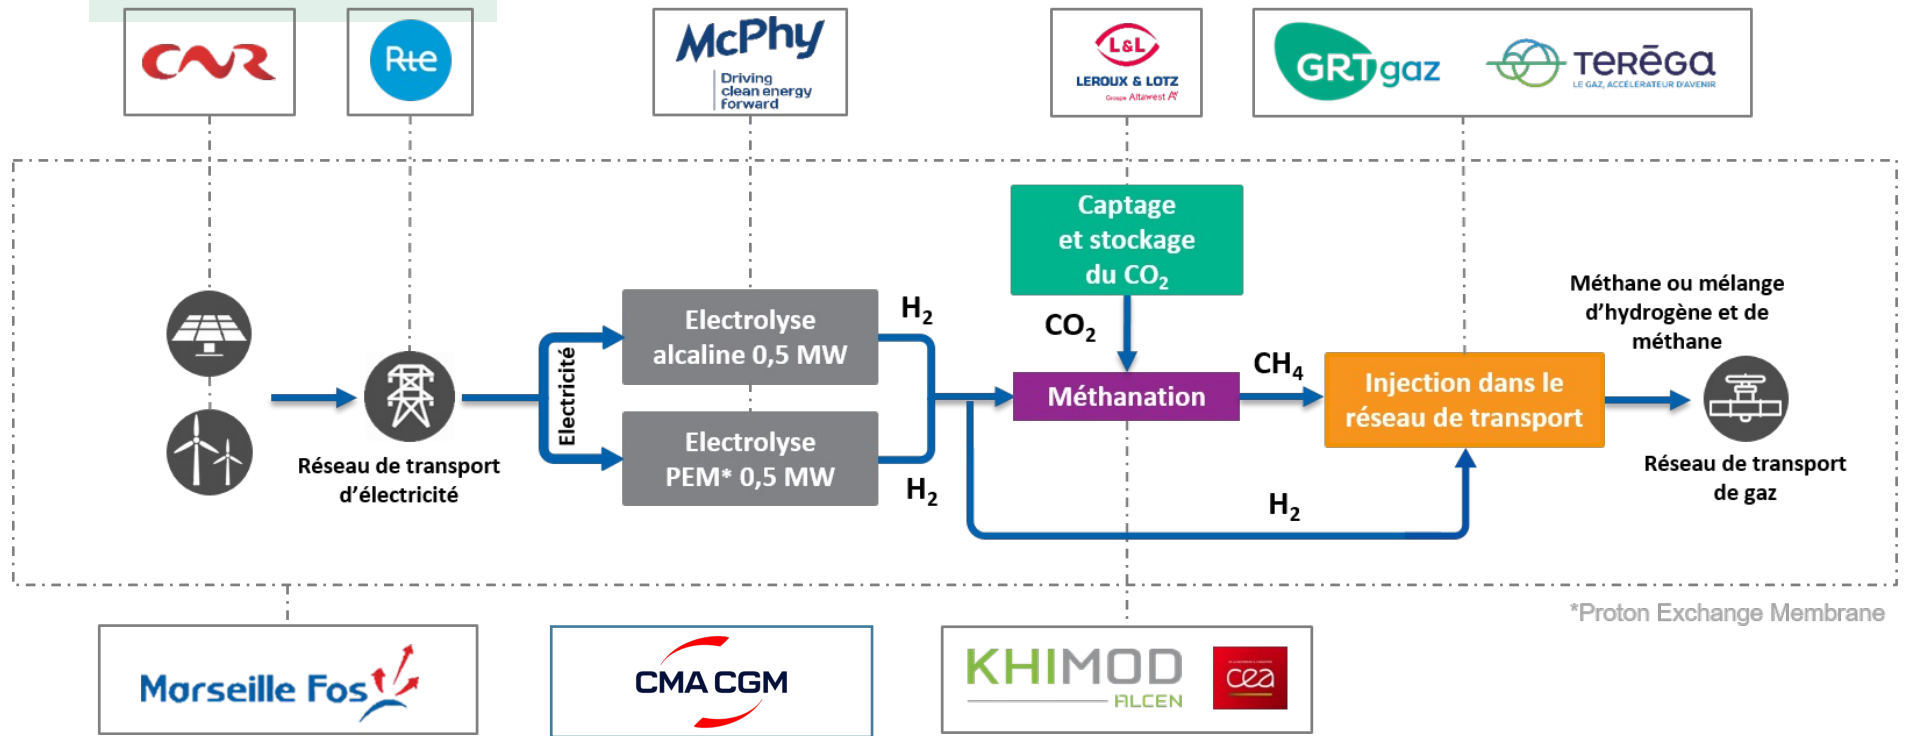 CNR
Rte
McPhy
Driving
clean energy
forward
L&L
LEROUX & LOTZ
Groupe Altawest
GRTgaz
TERĒGA
LE GAZ, ACCÉLÉRATEUR D'AVENIR
Captage
et stockage
du CO₂
Electrolyse
alcaline 0,5 MW
H₂
CO₂
Méthane ou mélange
d'hydrogène et de
méthane
Electricité
Méthanation
CH₄
Injection dans le
réseau de transport
Electrolyse
PEM* 0,5 MW
H₂
Réseau de transport
d'électricité
H₂
Réseau de transport
de gaz
*Proton Exchange Membrane
Marseille Fos
CMA CGM
KHIMOD
ALCEN
cea